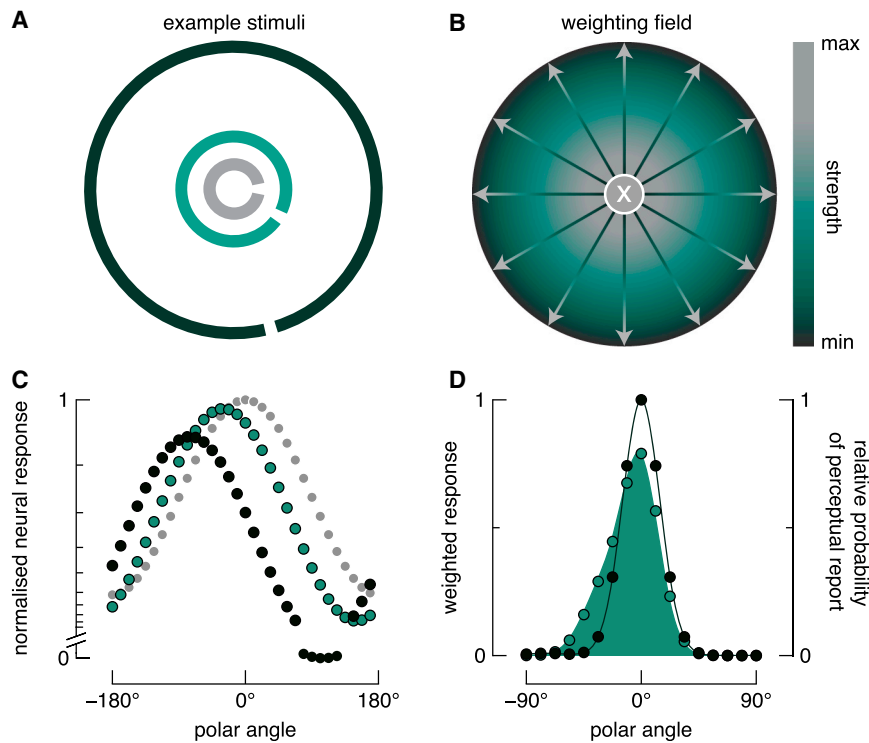 A
example stimuli
B
weighting field
max
X
strength
min
C
1
normalised neural response
0
−180°
0°
180°
polar angle
D
1
weighted response
0
1
relative probability
of perceptual report
0
−90°
0°
90°
polar angle